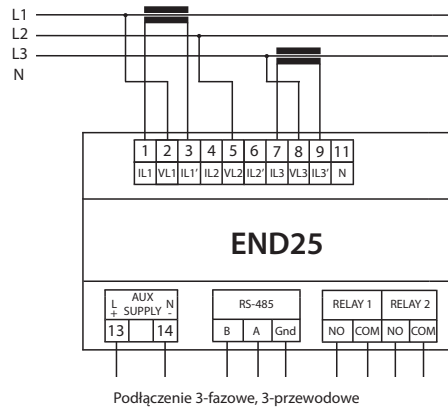 L1
L2
L3
N
1 2 3 4 5 6 7 8 9 11
IL1 VL1 IL1' IL2 VL2 IL2' IL3 VL3 IL3' N
END25
L + AUX SUPPLY N -
13 14
RS-485
B A Gnd
RELAY 1 RELAY 2
NO COM NO COM
Podłączenie 3-fazowe, 3-przewodowe